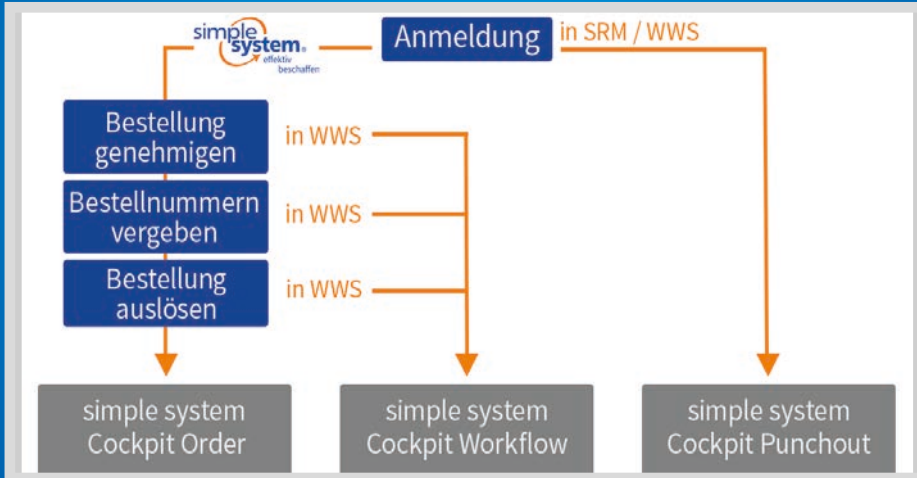 simple
system®
effektiv
beschaffen
Anmeldung
in SRM / WWS
Bestellung
genehmigen
in WWS
Bestellnummern
vergeben
in WWS
Bestellung
auslösen
in WWS
simple system
Cockpit Order
simple system
Cockpit Workflow
simple system
Cockpit Punchout